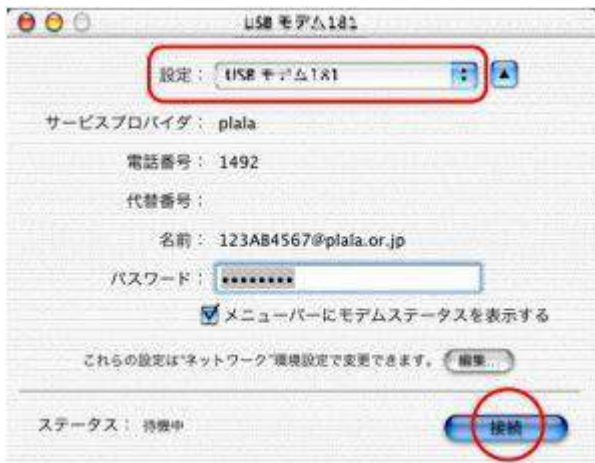 USB モデム181
設定： USB モデム181
サービスプロバイダ： plala
電話番号： 1492
代替番号：
名前： 123AB4567@plala.or.jp
パスワード： ••••••••
メニューバーにモデムステータスを表示する
これらの設定は"ネットワーク"環境設定で変更できます。 編集...
ステータス： 待機中 接続